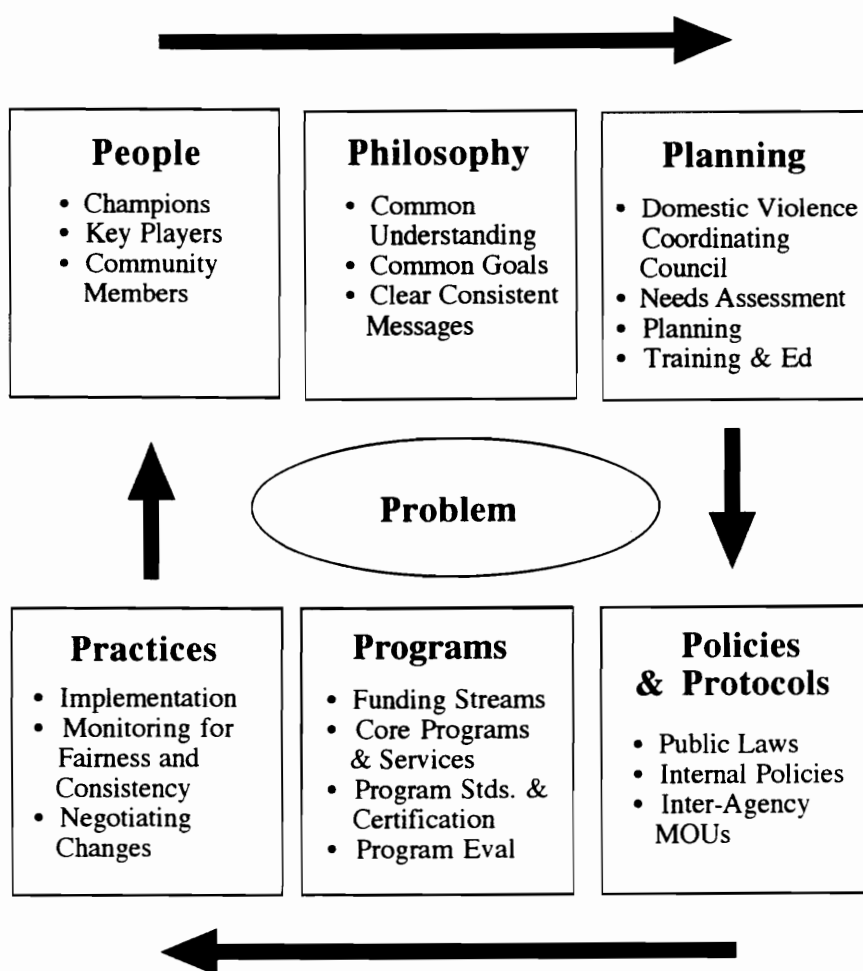 People
• Champions
• Key Players
• Community
Members
Philosophy
• Common
Understanding
• Common Goals
• Clear Consistent
Messages
Planning
• Domestic Violence
Coordinating
Council
• Needs Assessment
• Planning
• Training & Ed
Problem
Practices
• Implementation
• Monitoring for
Fairness and
Consistency
• Negotiating
Changes
Programs
• Funding Streams
• Core Programs
& Services
• Program Stds. &
Certification
• Program Eval
Policies
& Protocols
• Public Laws
• Internal Policies
• Inter-Agency
MOUs